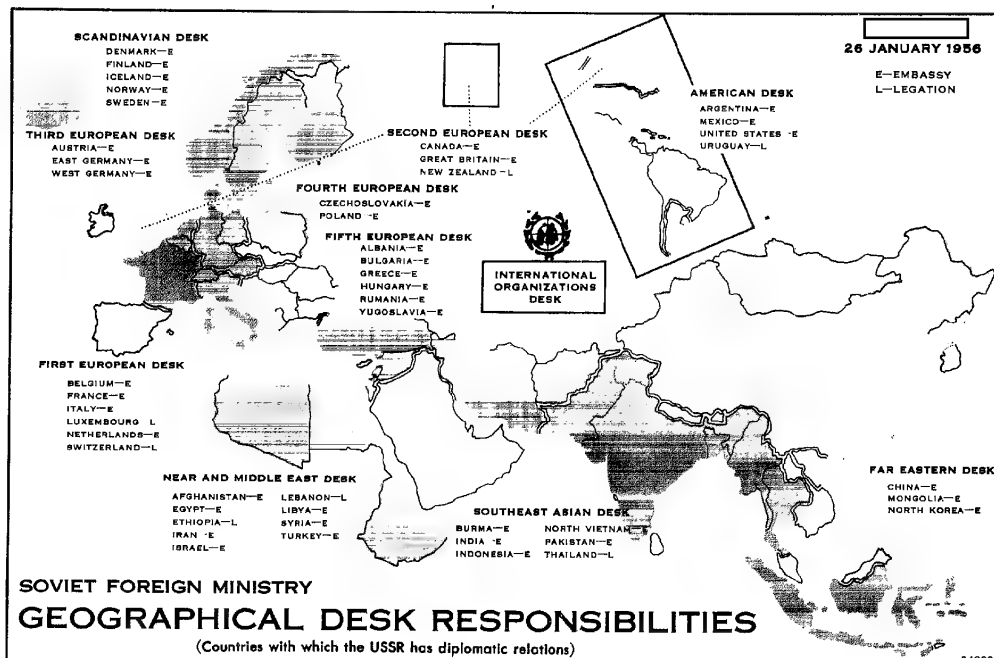 26 JANUARY 1956
E—EMBASSY
L—LEGATION
SCANDINAVIAN DESK
DENMARK—E
FINLAND—E
ICELAND—E
NORWAY—E
SWEDEN—E
THIRD EUROPEAN DESK
AUSTRIA—E
EAST GERMANY—E
WEST GERMANY—E
SECOND EUROPEAN DESK
CANADA—E
GREAT BRITAIN—E
NEW ZEALAND -L
AMERICAN DESK
ARGENTINA—E
MEXICO—E
UNITED STATES -E
URUGUAY—L
FOURTH EUROPEAN DESK
CZECHOSLOVAKIA—E
POLAND -E
FIFTH EUROPEAN DESK
ALBANIA—E
BULGARIA—E
GREECE—E
HUNGARY—E
RUMANIA—E
YUGOSLAVIA—E
INTERNATIONAL
ORGANIZATIONS
DESK
FIRST EUROPEAN DESK
BELGIUM—E
FRANCE—E
ITALY—E
LUXEMBOURG L
NETHERLANDS—E
SWITZERLAND—L
NEAR AND MIDDLE EAST DESK
AFGHANISTAN—E
EGYPT—E
ETHIOPIA—L
IRAN -E
ISRAEL—E
LEBANON—L
LIBYA—E
SYRIA—E
TURKEY—E
SOUTHEAST ASIAN DESK
BURMA—E
INDIA -E
INDONESIA—E
NORTH VIETNAM
PAKISTAN—E
THAILAND—L
FAR EASTERN DESK
CHINA—E
MONGOLIA—E
NORTH KOREA—E
SOVIET FOREIGN MINISTRY
GEOGRAPHICAL DESK RESPONSIBILITIES
(Countries with which the USSR has diplomatic relations)